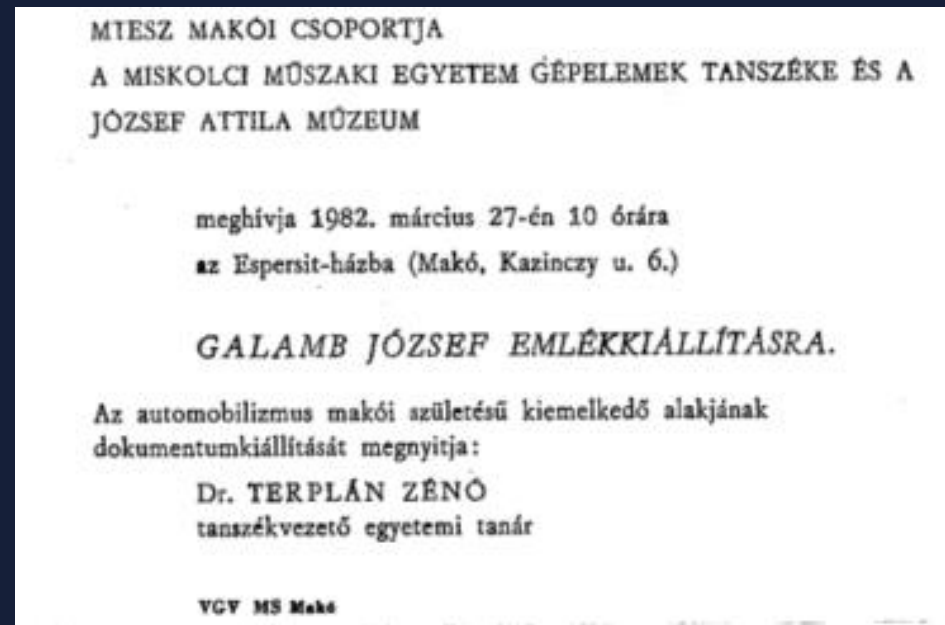 MTESZ MAKÓI CSOPORTJA
A MISKOLCI MŰSZAKI EGYETEM GÉPELEMEK TANSZÉKE ÉS A
JÓZSEF ATTILA MÚZEUM
meghívja 1982. március 27-én 10 órára
az Espersit-házba (Makó, Kazinczy u. 6.)
GALAMB JÓZSEF EMLÉKKIÁLLÍTÁSRA.
Az automobilizmus makói születésű kiemelkedő alakjának
dokumentumkiállítását megnyitja:
Dr. TERPLÁN ZÉNÓ
tanszékvezető egyetemi tanár
VGV MS Makó